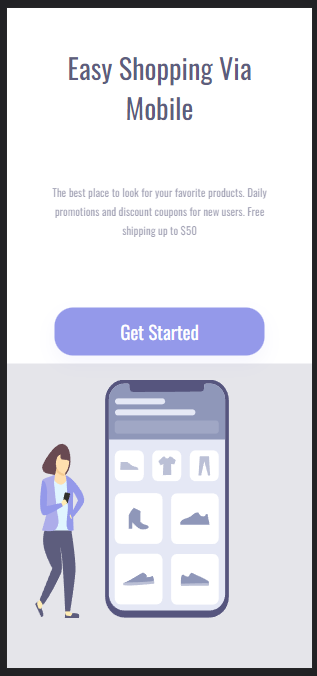 Easy Shopping Via
Mobile
The best place to look for your favorite products. Daily
promotions and discount coupons for new users. Free
shipping up to $50
Get Started